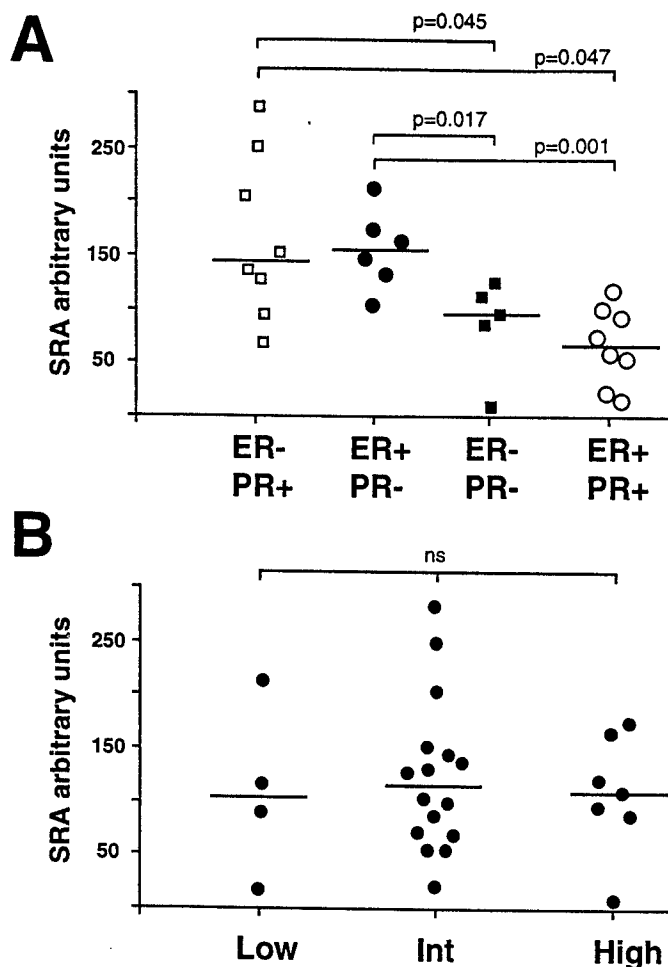 A
p=0.045
p=0.047
p=0.017
p=0.001
SRA arbitrary units
250
150
50
ER- ER+ ER- ER+
PR+ PR- PR- PR+
B
ns
SRA arbitrary units
250
150
50
Low Int High